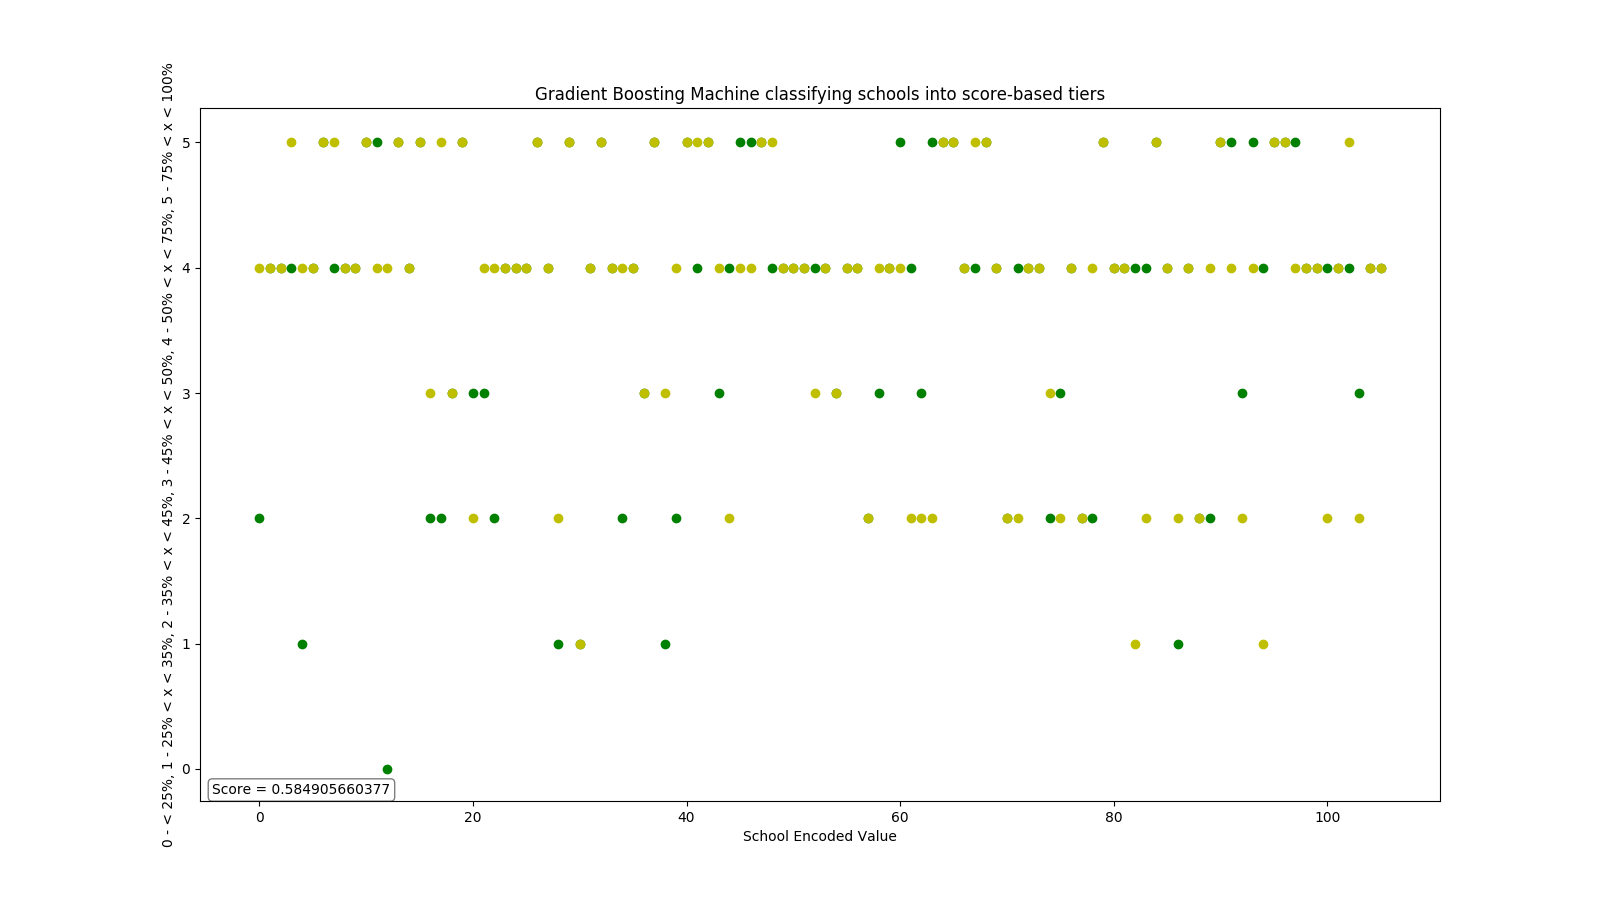 Gradient Boosting Machine classifying schools into score-based tiers
0 - < 25%, 1 - 25% < x < 35%, 2 - 35% < x < 45%, 3 - 45% < x < 50%, 4 - 50% < x < 75%, 5 - 75% < x < 100%
5
4
3
2
1
0
Score = 0.584905660377
0 20 40 60 80 100
School Encoded Value